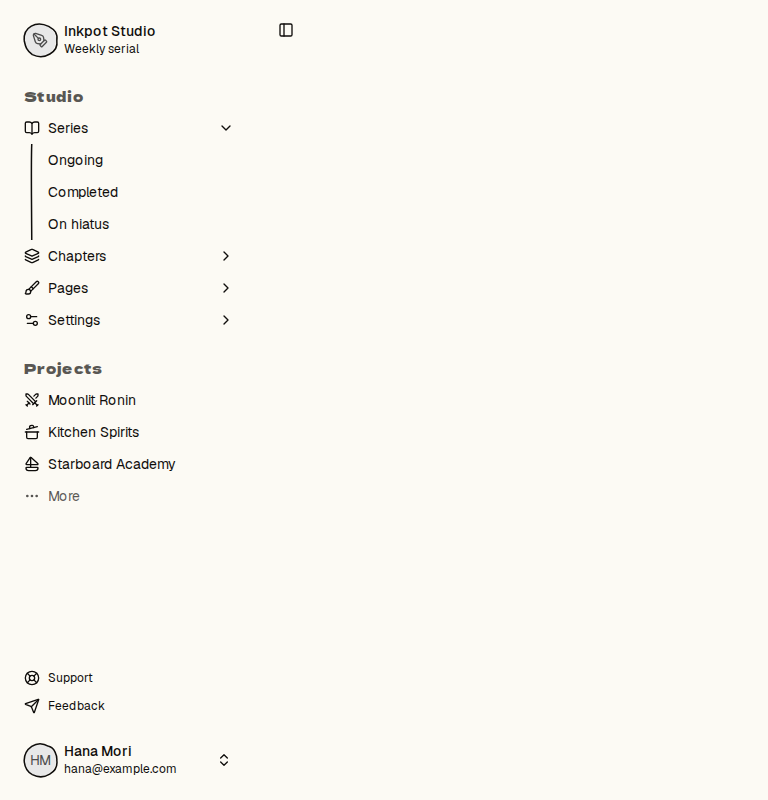 Inkpot Studio
Weekly serial
Studio
Series
Ongoing
Completed
On hiatus
Chapters
Pages
Settings
Projects
Moonlit Ronin
Kitchen Spirits
Starboard Academy
More
Support
Feedback
HM
Hana Mori
hana@example.com